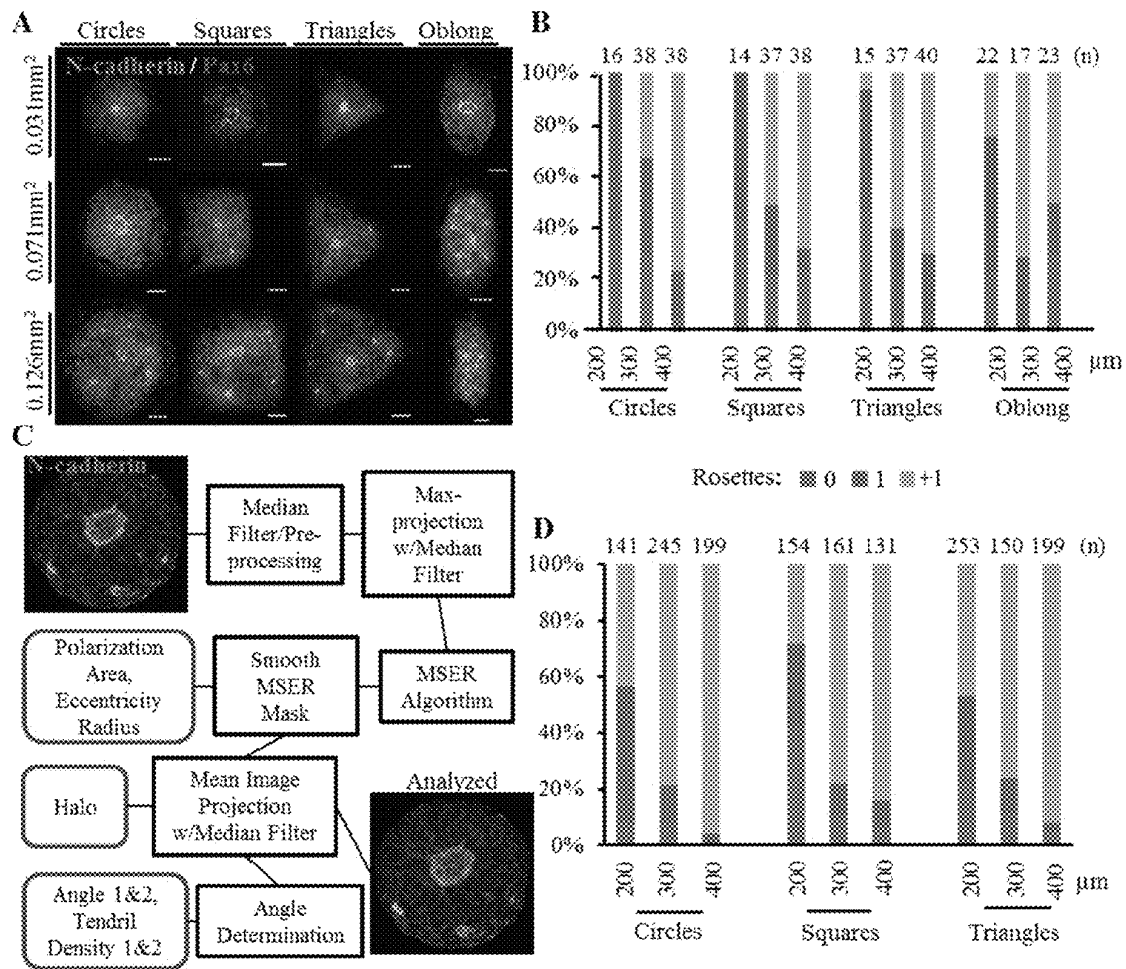 A
Circles Squares Triangles Oblong
N-cadherin / Pax6
0.031mm²
0.071mm²
0.126mm²
B
16 38 38 14 37 38 15 37 40 22 17 23 (n)
100%
80%
60%
40%
20%
0%
200 300 400 200 300 400 200 300 400 200 300 400 µm
Circles Squares Triangles Oblong
Rosettes: 0 1 +1
C
N-cadherin
Median
Filter/Pre-
processing
Max-
projection
w/Median
Filter
Polarization
Area,
Eccentricity
Radius
Smooth
MSER
Mask
MSER
Algorithm
Halo
Mean Image
Projection
w/Median Filter
Analyzed
Angle 1&2,
Tendril
Density 1&2
Angle
Determination
D
141 245 199 154 161 131 253 150 199 (n)
100%
80%
60%
40%
20%
0%
200 300 400 200 300 400 200 300 400 µm
Circles Squares Triangles